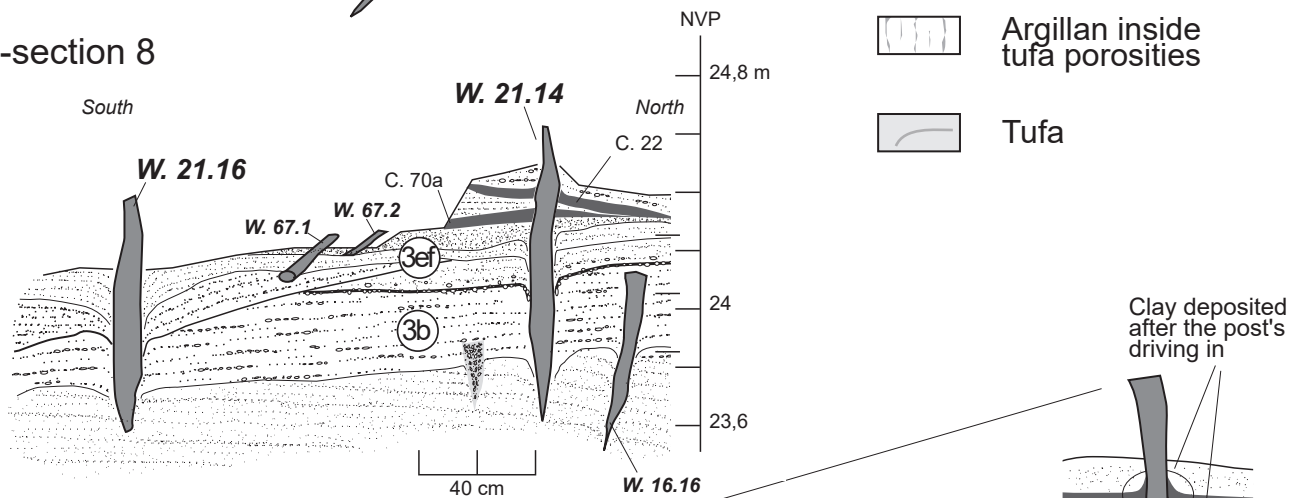 -section 8
South
W. 21.16
W. 67.1
W. 67.2
C. 70a
W. 21.14
C. 22
North
NVP
24,8 m
24
23,6
3ef
3b
40 cm
W. 16.16
Argillan inside
tufa porosities
Tufa
Clay deposited
after the post's
driving in